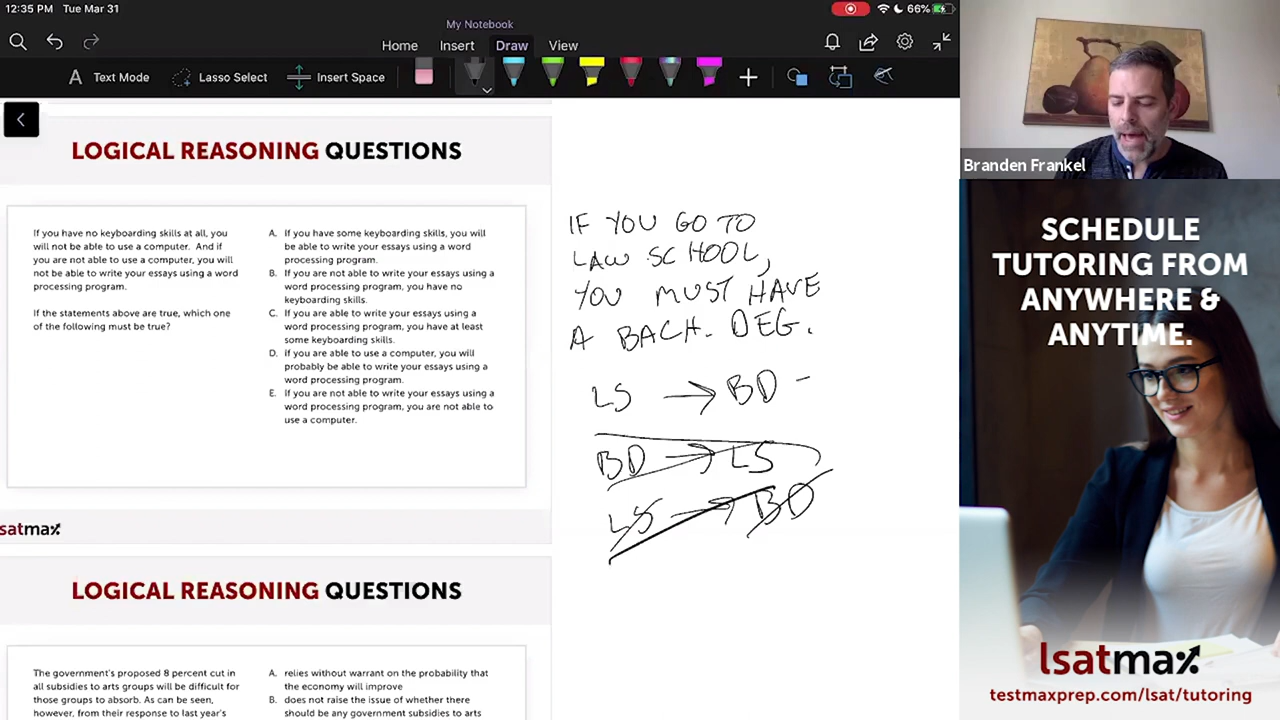 12:35 PM Tue Mar 31
66%
My Notebook
Home Insert Draw View
A Text Mode Lasso Select Insert Space
LOGICAL REASONING QUESTIONS
If you have no keyboarding skills at all, you
will not be able to use a computer. And if
you are not able to use a computer, you will
not be able to write your essays using a word
processing program.
If the statements above are true, which one
of the following must be true?
A. If you have some keyboarding skills, you will
be able to write your essays using a word
processing program.
B. If you are not able to write your essays using a
word processing program, you have no
keyboarding skills.
C. If you are able to write your essays using a
word processing program, you have at least
some keyboarding skills.
D. If you are able to use a computer, you will
probably be able to write your essays using a
word processing program.
E. If you are not able to write your essays using a
word processing program, you are not able to
use a computer.
lsatmax
IF YOU GO TO
LAW SCHOOL,
YOU MUST HAVE
A BACH. DEG.
LS → BD -
BD → LS
LS → BD
LOGICAL REASONING QUESTIONS
The government's proposed 8 percent cut in
all subsidies to arts groups will be difficult for
those groups to absorb. As can be seen,
however, from their response to last year's
A. relies without warrant on the probability that
the economy will improve
B. does not raise the issue of whether there
should be any government subsidies to arts
Branden Frankel
SCHEDULE
TUTORING FROM
ANYWHERE &
ANYTIME.
lsatmax
testmaxprep.com/lsat/tutoring